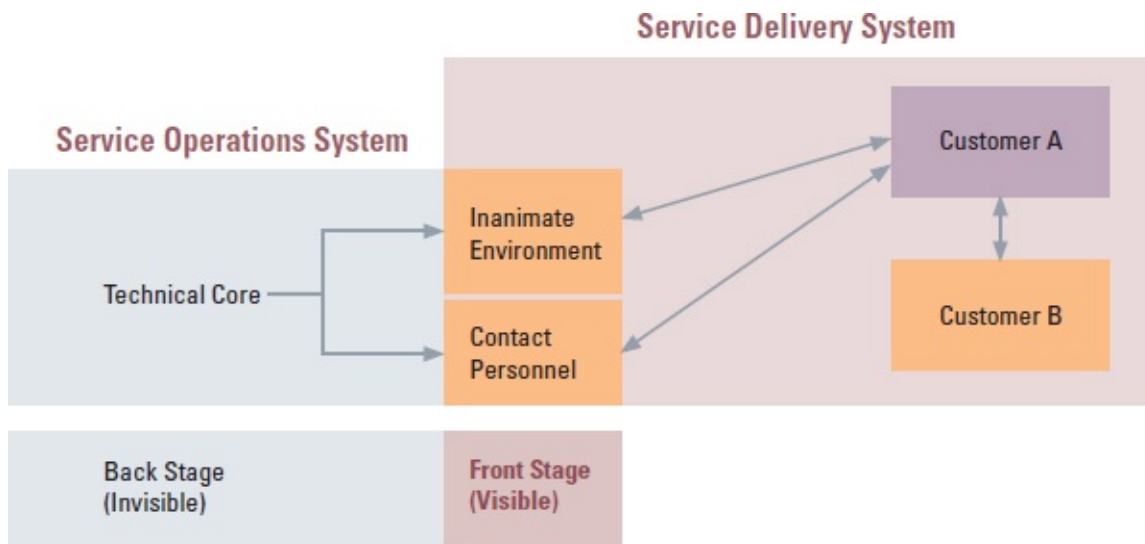 Service Delivery System
Service Operations System
Customer A
Inanimate
Environment
Technical Core
Contact
Personnel
Customer B
Back Stage
(Invisible)
Front Stage
(Visible)